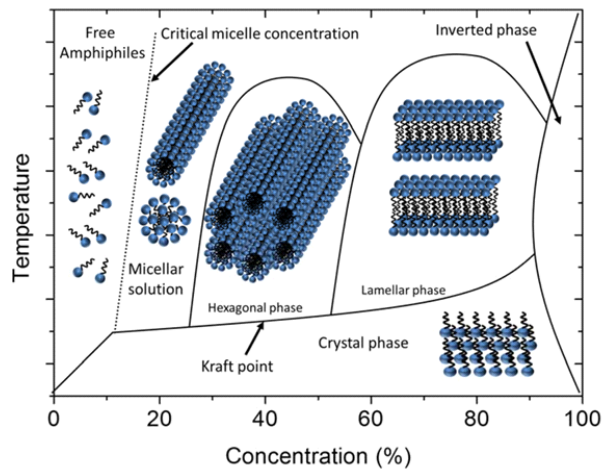 Free
Amphiphiles
Critical micelle concentration
Inverted phase
Temperature
Micellar
solution
Hexagonal phase
Lamellar phase
Kraft point
Crystal phase
0
20
40
60
80
100
Concentration (%)